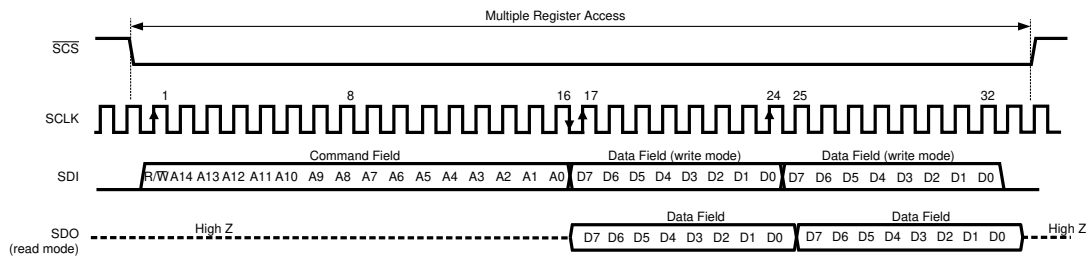 Multiple Register Access
SCS
1 8 16 17 24 25 32
SCLK
Command Field Data Field (write mode) Data Field (write mode)
SDI R/W A14 A13 A12 A11 A10 A9 A8 A7 A6 A5 A4 A3 A2 A1 A0 D7 D6 D5 D4 D3 D2 D1 D0 D7 D6 D5 D4 D3 D2 D1 D0
Data Field Data Field
SDO High Z High Z
(read mode) D7 D6 D5 D4 D3 D2 D1 D0 D7 D6 D5 D4 D3 D2 D1 D0